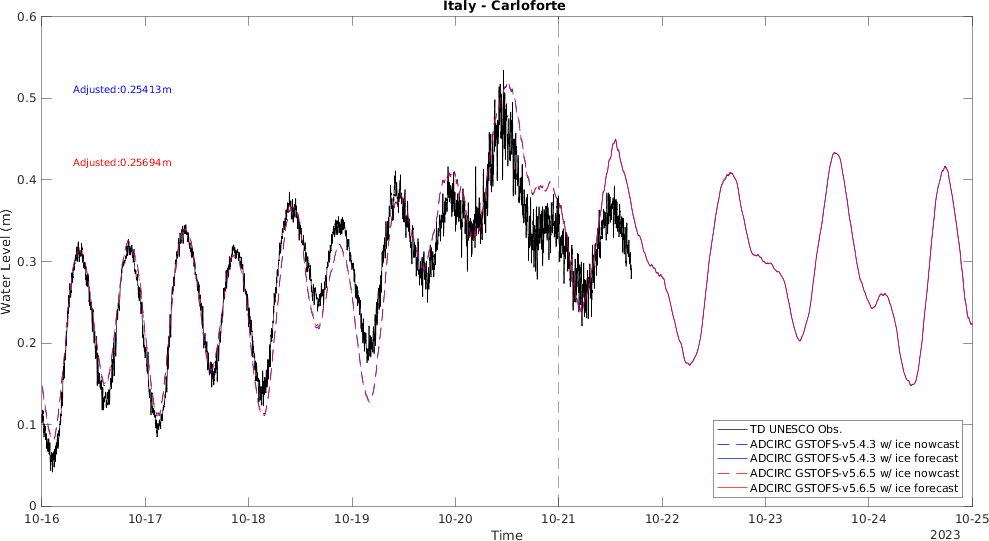 Italy - Carloforte
0.6
0.5
0.4
0.3
0.2
0.1
0
Water Level (m)
Adjusted:0.25413m
Adjusted:0.25694m
TD UNESCO Obs.
ADCIRC GSTOFS-v5.4.3 w/ ice nowcast
ADCIRC GSTOFS-v5.4.3 w/ ice forecast
ADCIRC GSTOFS-v5.6.5 w/ ice nowcast
ADCIRC GSTOFS-v5.6.5 w/ ice forecast
10-16 10-17 10-18 10-19 10-20 10-21 10-22 10-23 10-24 10-25
Time
2023